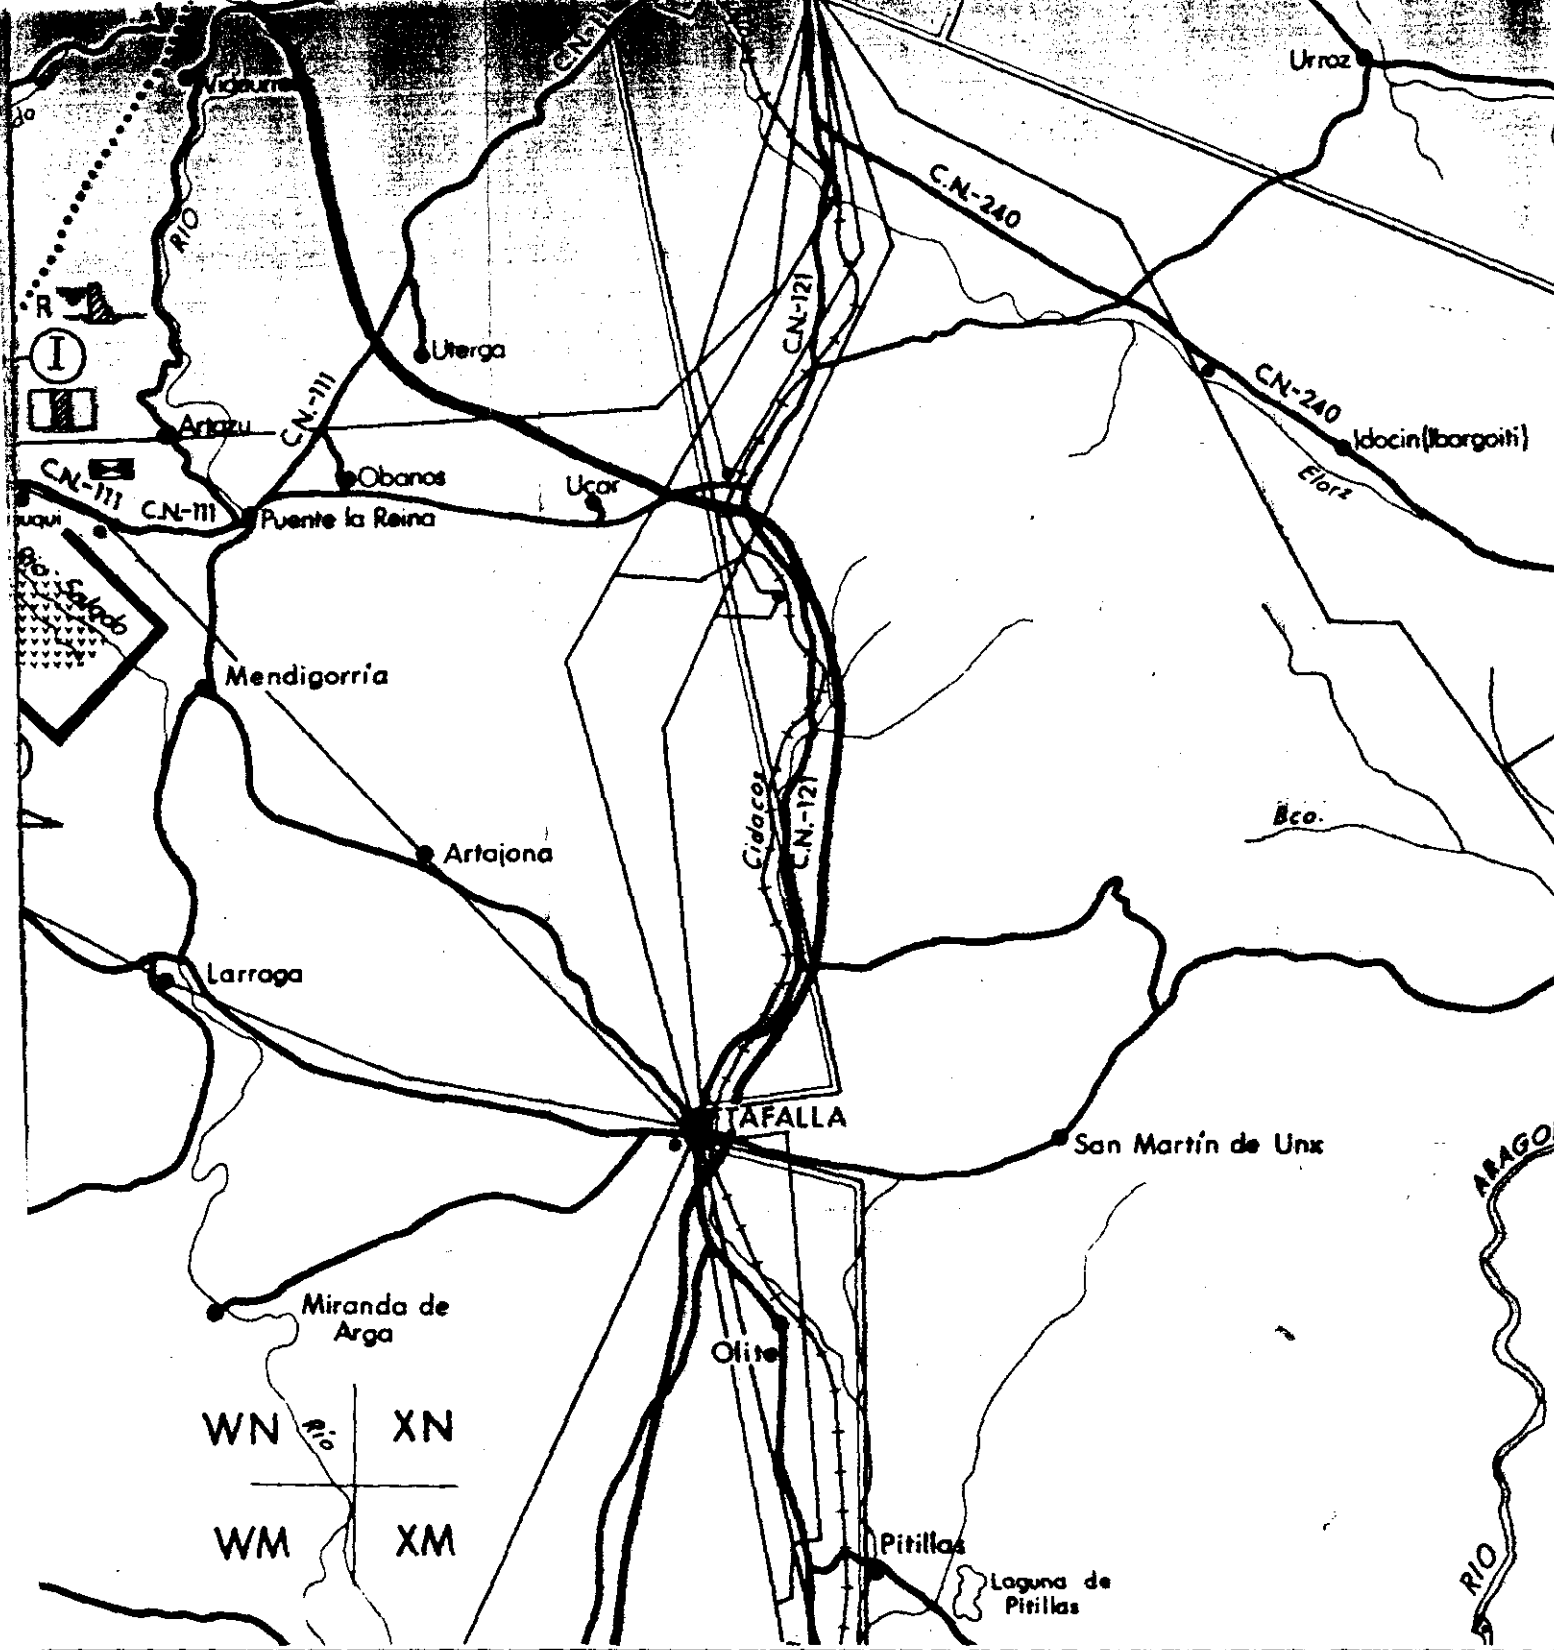 Urroz
C.N.-240
RIO
C.N.-121
R
I
Uterga
C.N.-111
C.N.-240
Artazu
Idocin (Ibargoiti)
C.N.-111
Obanos
Elorz
Ucar
C.N.-111
Puente la Reina
Salado
Mendigorría
Cidacos
C.N.-121
Bco.
Artajona
Larraga
TAFALLA
San Martín de Unx
Miranda de
Arga
Olite
WN
Río
XN
WM
XM
Pitillas
Laguna de
Pitillas
RIO